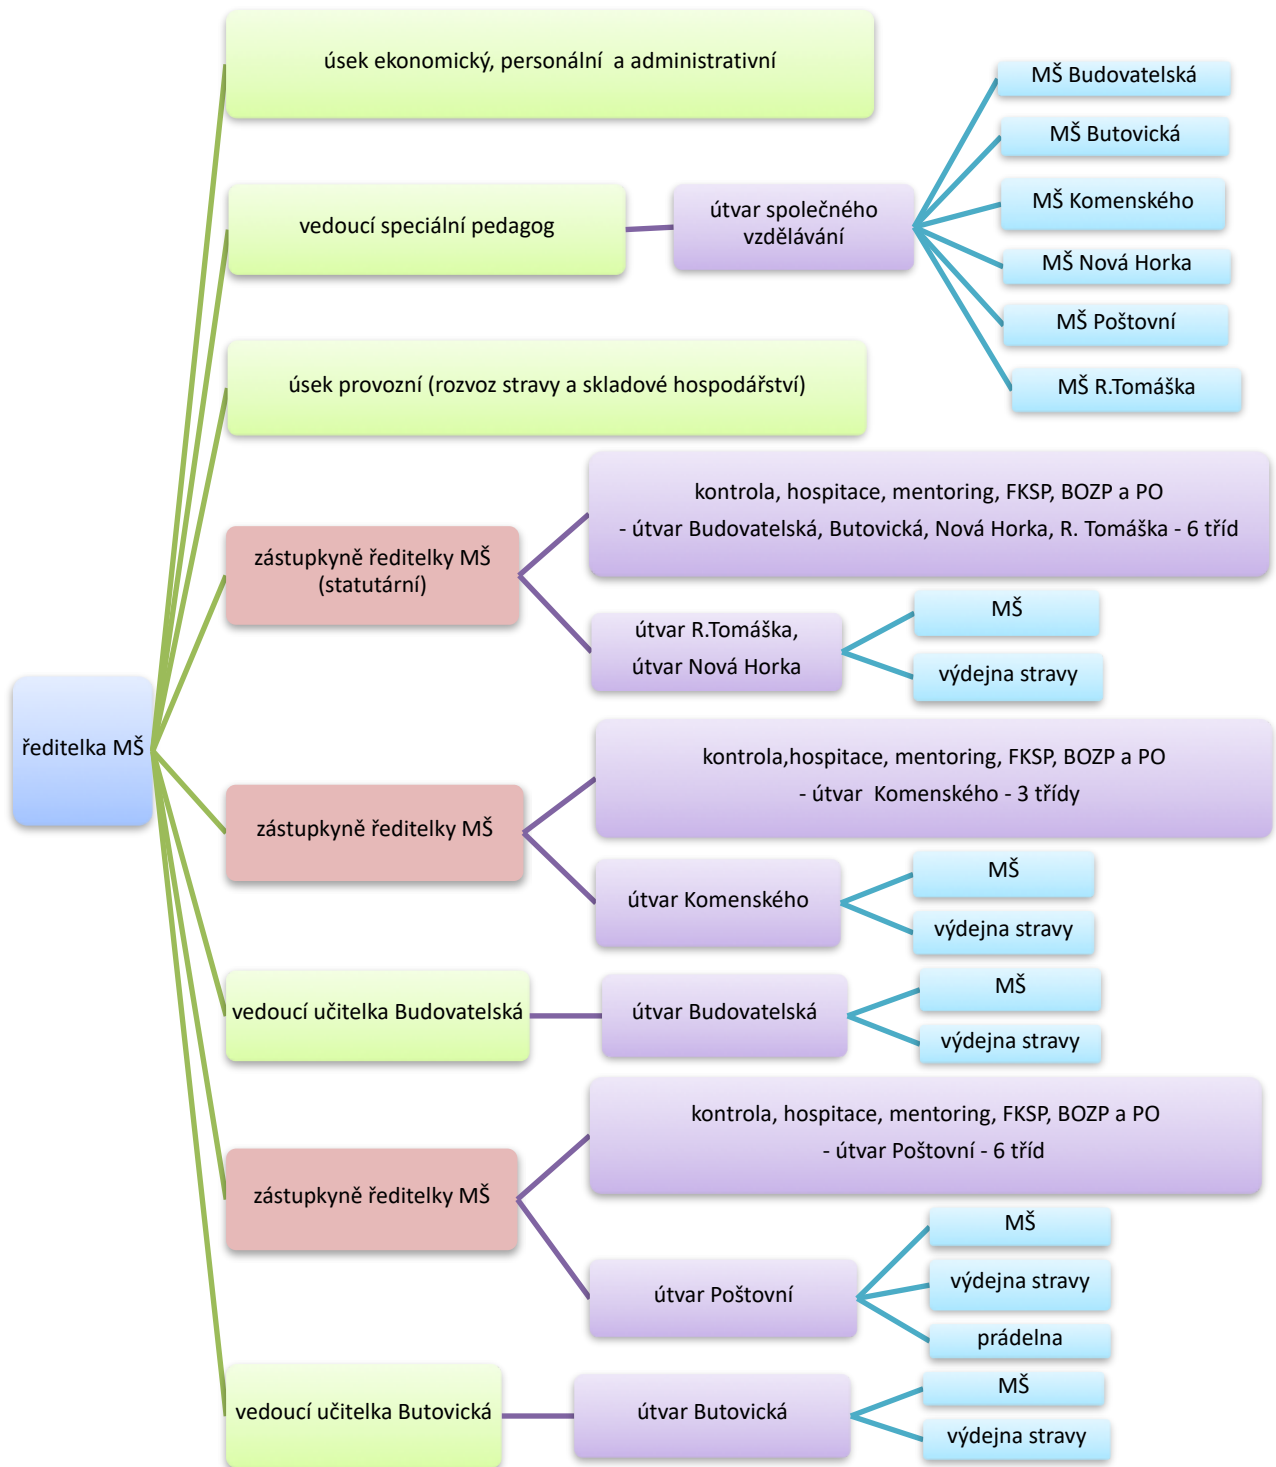 úsek ekonomický, personální a administrativní
MŠ Budovatelská
MŠ Butovická
vedoucí speciální pedagog
útvar společného
vzdělávání
MŠ Komenského
MŠ Nová Horka
MŠ Poštovní
MŠ R.Tomáška
úsek provozní (rozvoz stravy a skladové hospodářství)
kontrola, hospitace, mentoring, FKSP, BOZP a PO
- útvar Budovatelská, Butovická, Nová Horka, R. Tomáška - 6 tříd
zástupkyně ředitelky MŠ
(statutární)
útvar R.Tomáška,
útvar Nová Horka
MŠ
výdejna stravy
ředitelka MŠ
kontrola,hospitace, mentoring, FKSP, BOZP a PO
- útvar Komenského - 3 třídy
zástupkyně ředitelky MŠ
útvar Komenského
MŠ
výdejna stravy
vedoucí učitelka Budovatelská
útvar Budovatelská
MŠ
výdejna stravy
kontrola, hospitace, mentoring, FKSP, BOZP a PO
- útvar Poštovní - 6 tříd
zástupkyně ředitelky MŠ
útvar Poštovní
MŠ
výdejna stravy
prádelna
vedoucí učitelka Butovická
útvar Butovická
MŠ
výdejna stravy